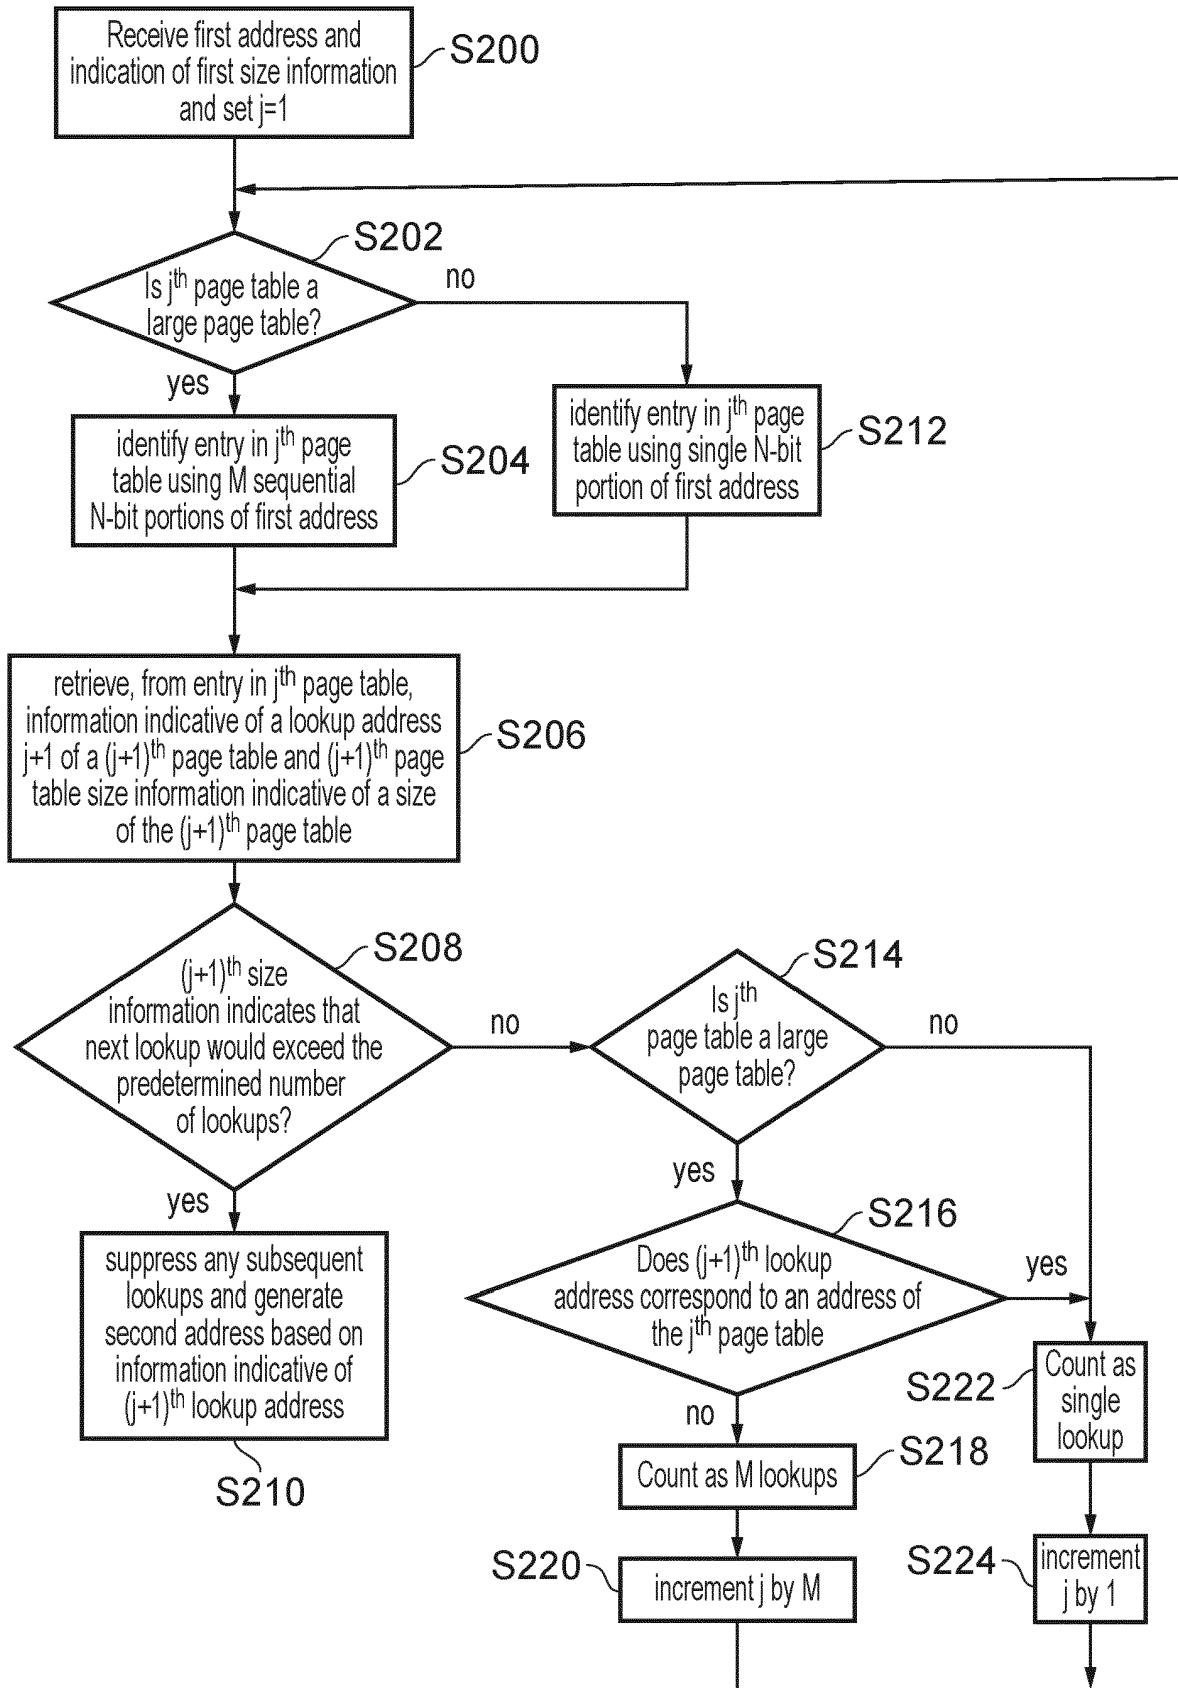 Receive first address and
indication of first size information
and set j=1
S200
S202
Is jth page table a
large page table?
no
yes
identify entry in jth page
table using M sequential
N-bit portions of first address
S204
identify entry in jth page
table using single N-bit
portion of first address
S212
retrieve, from entry in jth page table,
information indicative of a lookup address
j+1 of a (j+1)th page table and (j+1)th page
table size information indicative of a size
of the (j+1)th page table
S206
S208
(j+1)th size
information indicates that
next lookup would exceed the
predetermined number
of lookups?
no
yes
S214
Is jth
page table a large
page table?
no
yes
suppress any subsequent
lookups and generate
second address based on
information indicative of
(j+1)th lookup address
S210
S216
Does (j+1)th lookup
address correspond to an address of
the jth page table
yes
no
S222
Count as
single
lookup
Count as M lookups
S218
S220
increment j by M
S224
increment
j by 1